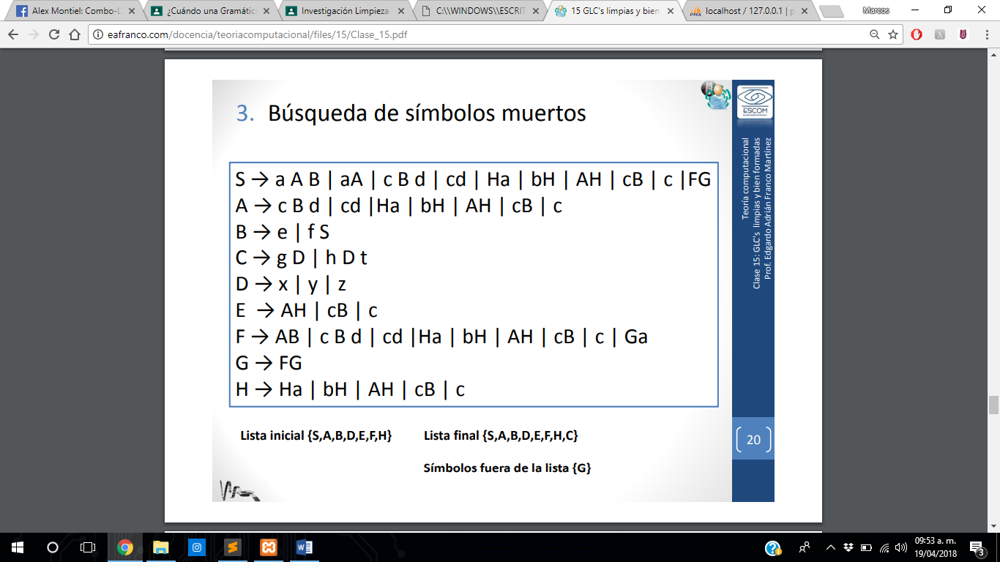 Alex Montiel: Combo-L
¿Cuándo una Gramátic
Investigación Limpieza
C:\\WINDOWS\\ESCRIT
15 GLC's limpias y bien
localhost / 127.0.0.1 | p
Marcos
eafranco.com/docencia/teoriacomputacional/files/15/Clase_15.pdf
3. Búsqueda de símbolos muertos
S → a A B | aA | c B d | cd | Ha | bH | AH | cB | c |FG
A → c B d | cd |Ha | bH | AH | cB | c
B → e | f S
C → g D | h D t
D → x | y | z
E → AH | cB | c
F → AB | c B d | cd |Ha | bH | AH | cB | c | Ga
G → FG
H → Ha | bH | AH | cB | c
Lista inicial {S,A,B,D,E,F,H}
Lista final {S,A,B,D,E,F,H,C}
Símbolos fuera de la lista {G}
ESCOM
Teoría computacional
Clase 15: GLC's limpias y bien formadas
Prof. Edgardo Adrián Franco Martínez
20
09:53 a. m.
19/04/2018
3